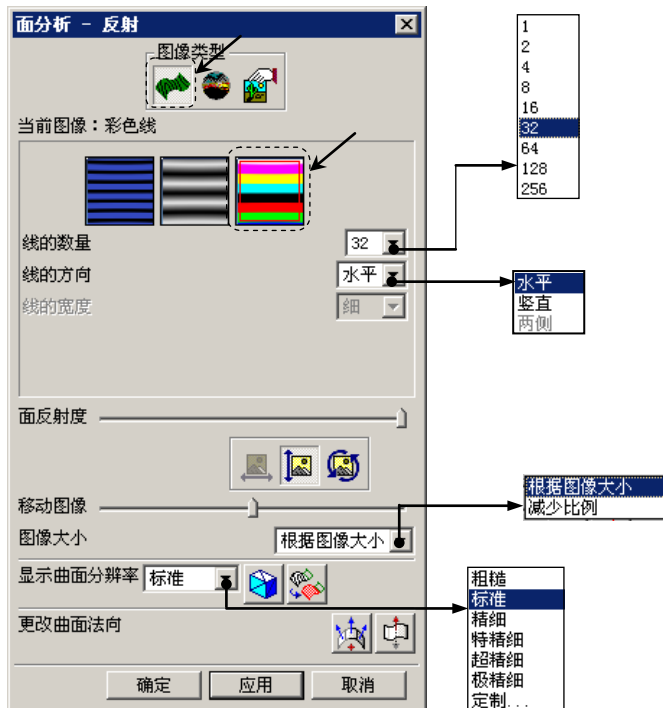 面分析 - 反射
图像类型
当前图像：彩色线
线的数量
32
线的方向
水平
线的宽度
细
面反射度
移动图像
图像大小
根据图像大小
显示曲面分辨率
标准
更改曲面法向
确定
应用
取消
1
2
4
8
16
32
64
128
256
水平
竖直
两侧
根据图像大小
减少比例
粗糙
标准
精细
特精细
超精细
极精细
定制...